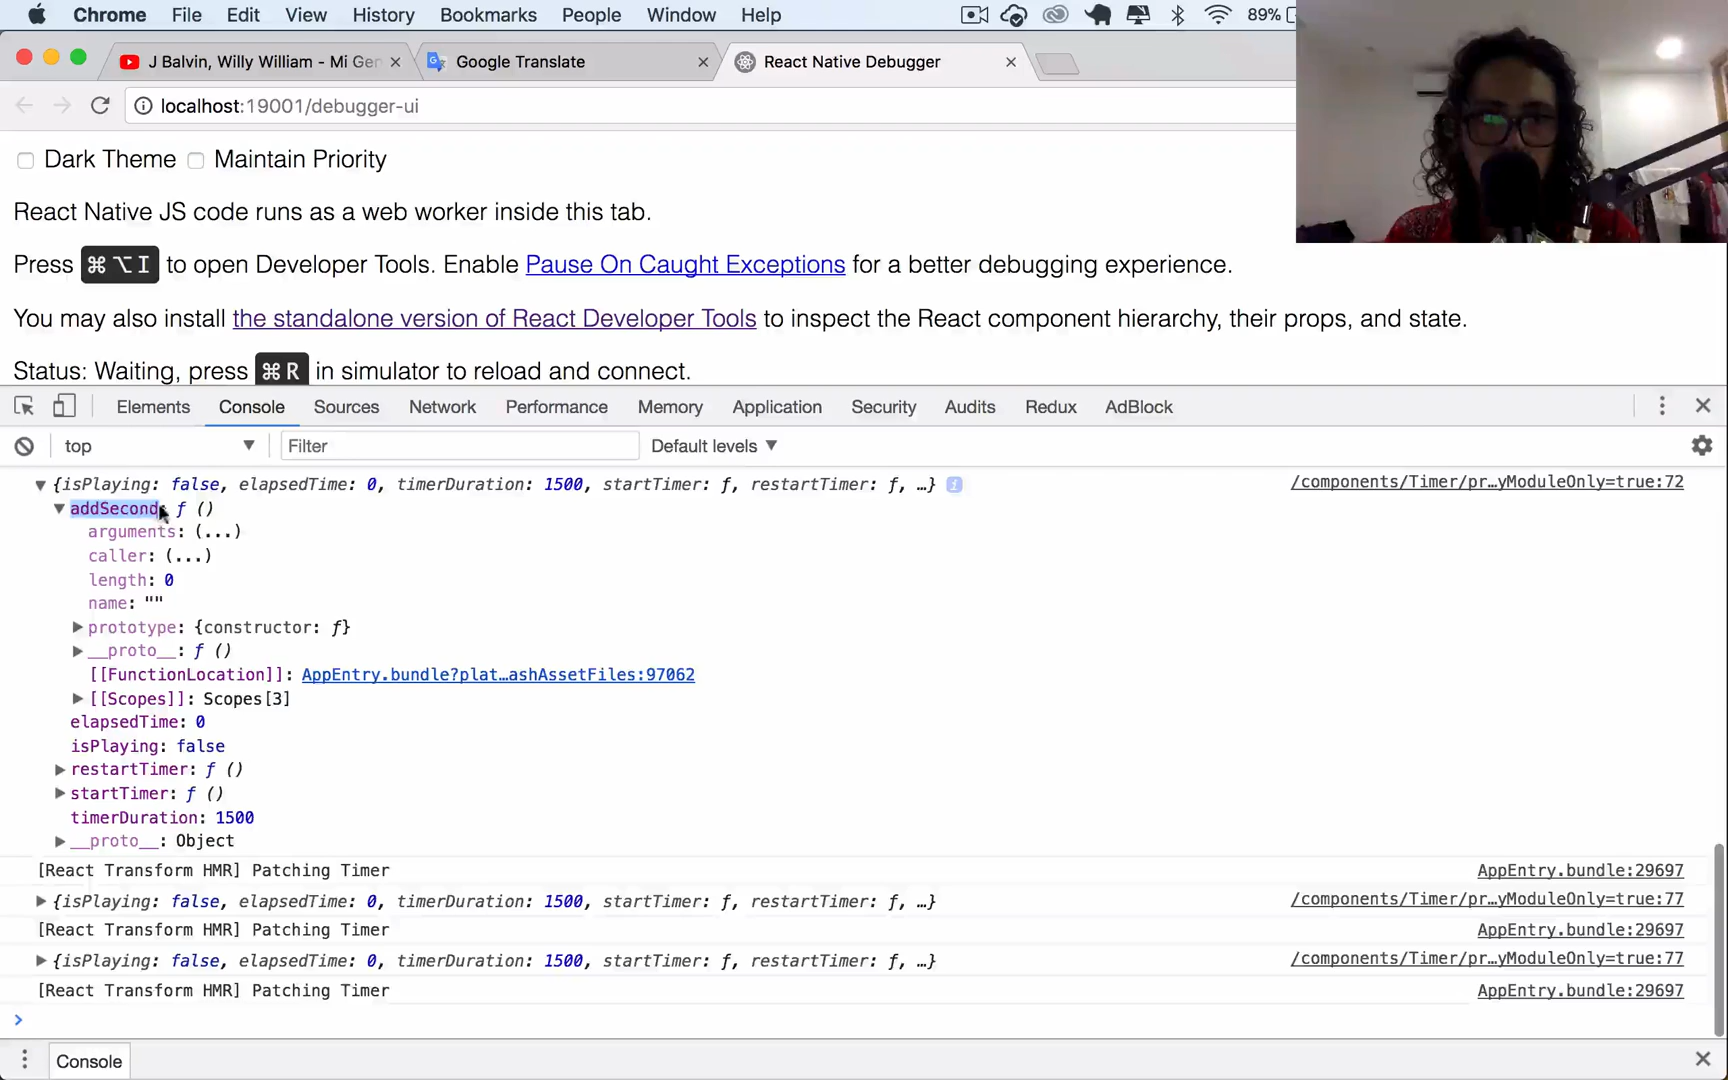 Chrome File Edit View History Bookmarks People Window Help 89%
J Balvin, Willy William - Mi Gen Google Translate React Native Debugger
localhost:19001/debugger-ui
Dark Theme Maintain Priority
React Native JS code runs as a web worker inside this tab.
Press ⌘⌥I to open Developer Tools. Enable Pause On Caught Exceptions for a better debugging experience.
You may also install the standalone version of React Developer Tools to inspect the React component hierarchy, their props, and state.
Status: Waiting, press ⌘R in simulator to reload and connect.
Elements Console Sources Network Performance Memory Application Security Audits Redux AdBlock
top Filter Default levels
{isPlaying: false, elapsedTime: 0, timerDuration: 1500, startTimer: ƒ, restartTimer: ƒ, …} /components/Timer/pr…yModuleOnly=true:72
addSecond: ƒ ()
arguments: (...)
caller: (...)
length: 0
name: ""
prototype: {constructor: ƒ}
__proto__: ƒ ()
[[FunctionLocation]]: AppEntry.bundle?plat…ashAssetFiles:97062
[[Scopes]]: Scopes[3]
elapsedTime: 0
isPlaying: false
restartTimer: ƒ ()
startTimer: ƒ ()
timerDuration: 1500
__proto__: Object
[React Transform HMR] Patching Timer AppEntry.bundle:29697
{isPlaying: false, elapsedTime: 0, timerDuration: 1500, startTimer: ƒ, restartTimer: ƒ, …} /components/Timer/pr…yModuleOnly=true:77
[React Transform HMR] Patching Timer AppEntry.bundle:29697
{isPlaying: false, elapsedTime: 0, timerDuration: 1500, startTimer: ƒ, restartTimer: ƒ, …} /components/Timer/pr…yModuleOnly=true:77
[React Transform HMR] Patching Timer AppEntry.bundle:29697
>
Console